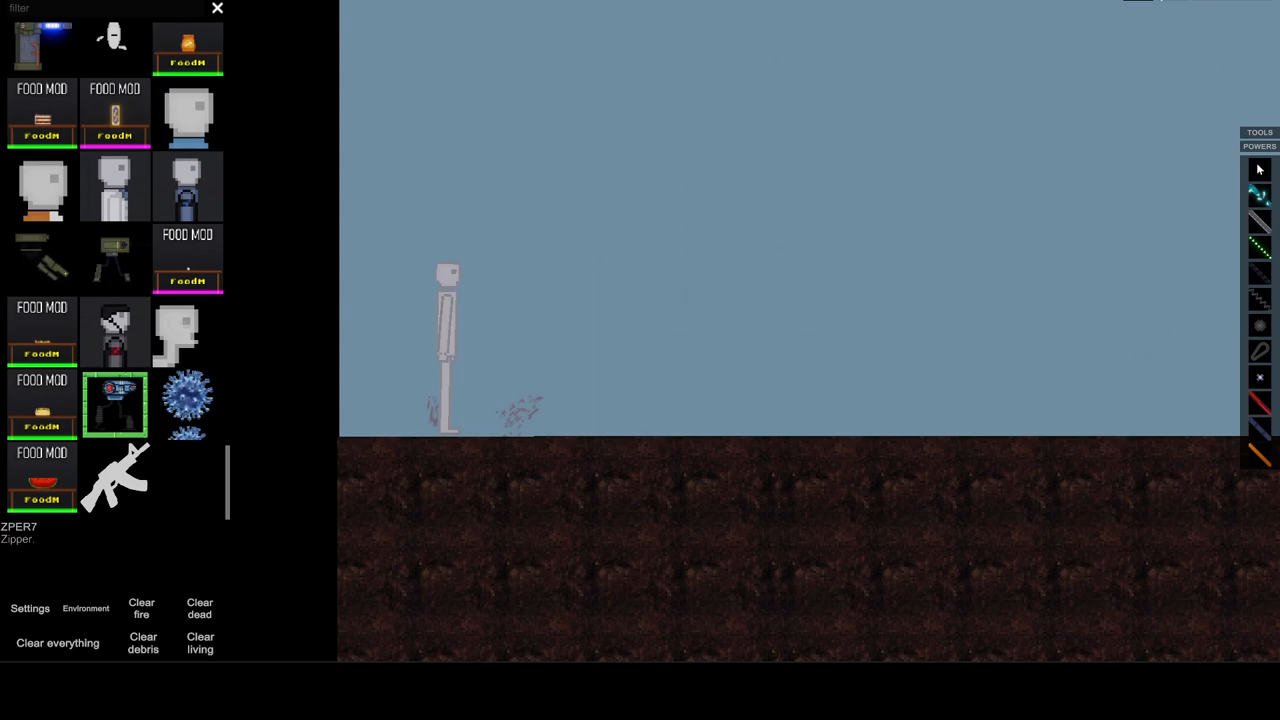 filter
FoodM
FOOD MOD
FOOD MOD
FoodM
FoodM
FOOD MOD
FoodM
FOOD MOD
FoodM
FOOD MOD
FoodM
FOOD MOD
FoodM
ZPER7
Zipper.
Settings
Environment
Clear fire
Clear dead
Clear everything
Clear debris
Clear living
TOOLS
POWERS